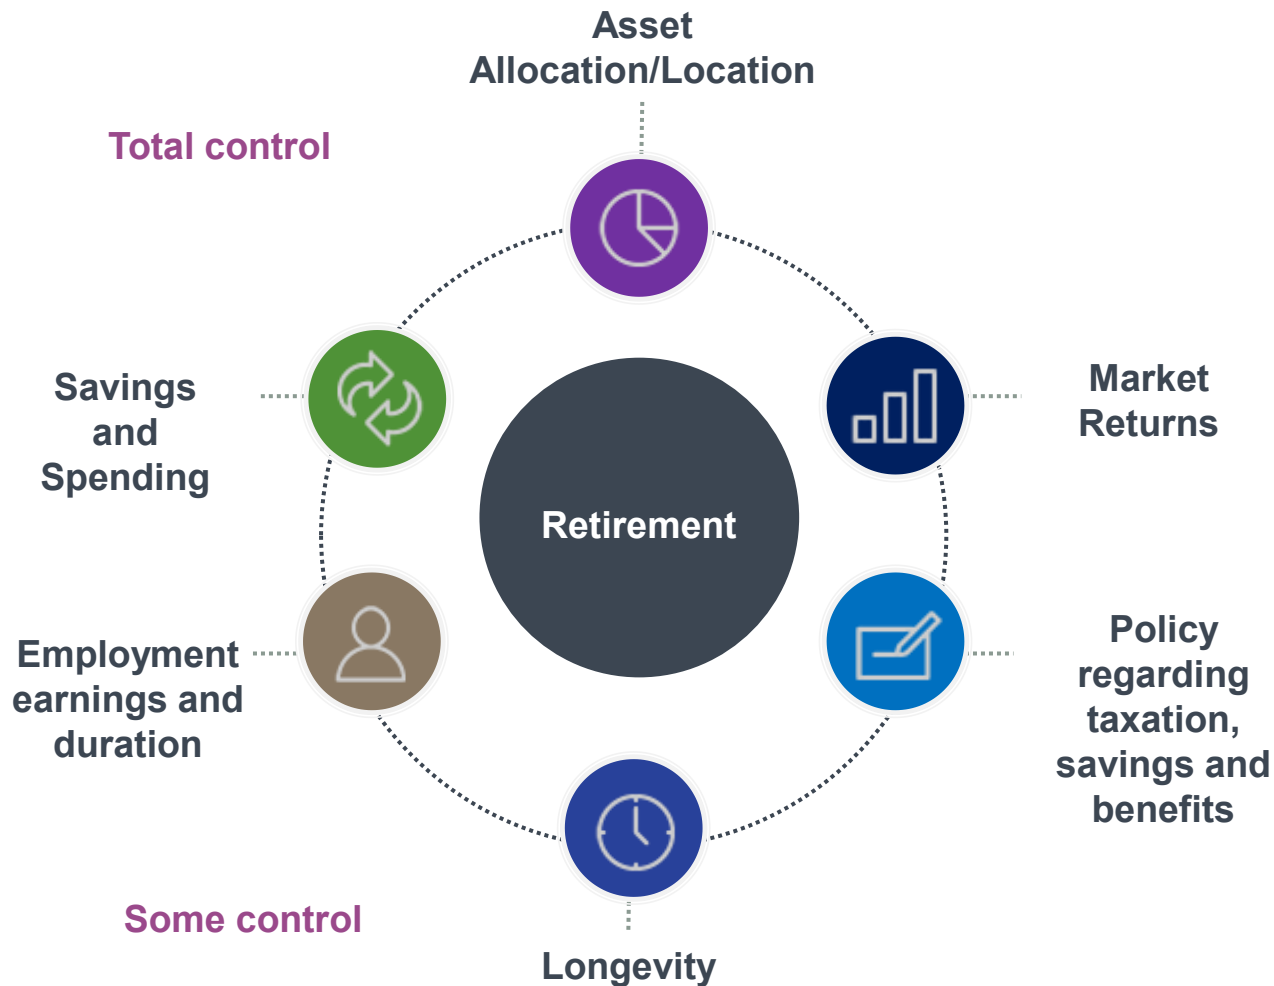 Asset
Allocation/Location
Total control
Savings
and
Spending
Market
Returns
Retirement
Employment
earnings and
duration
Policy
regarding
taxation,
savings and
benefits
Some control
Longevity